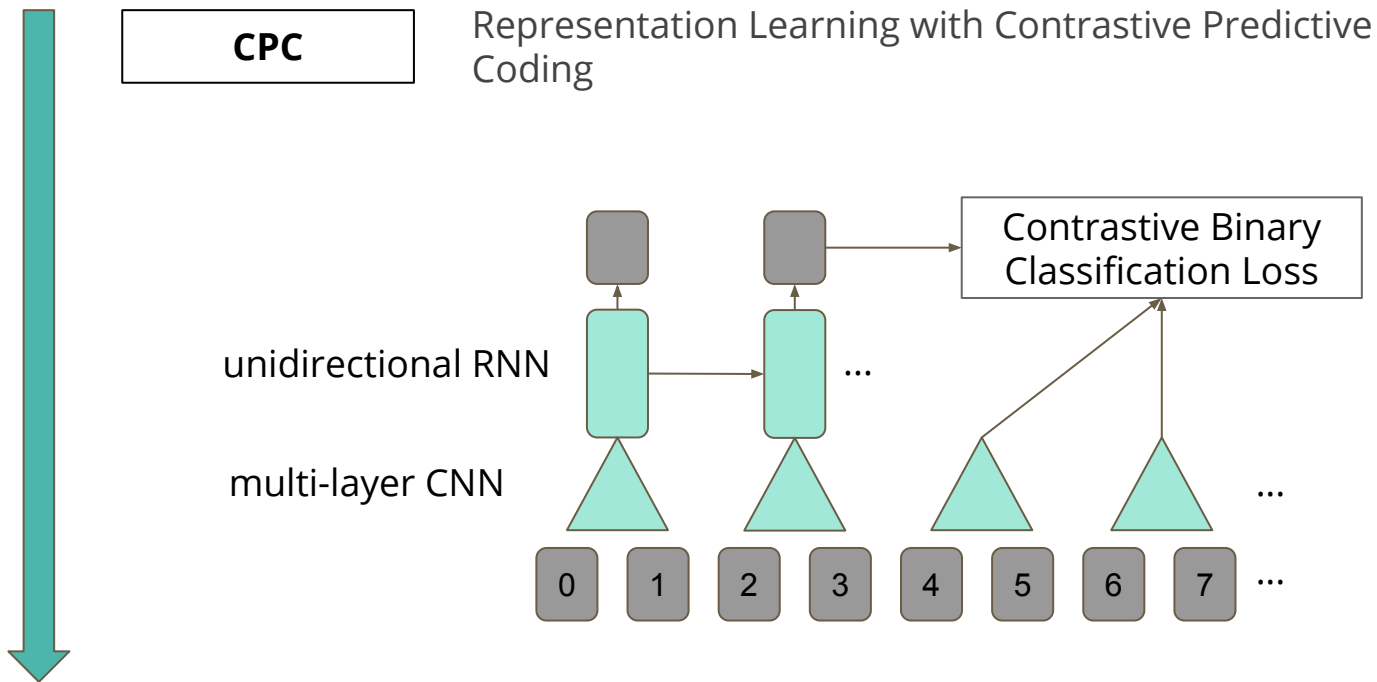 CPC
Representation Learning with Contrastive Predictive
Coding
Contrastive Binary
Classification Loss
unidirectional RNN
...
multi-layer CNN
...
0 1 2 3 4 5 6 7 ...